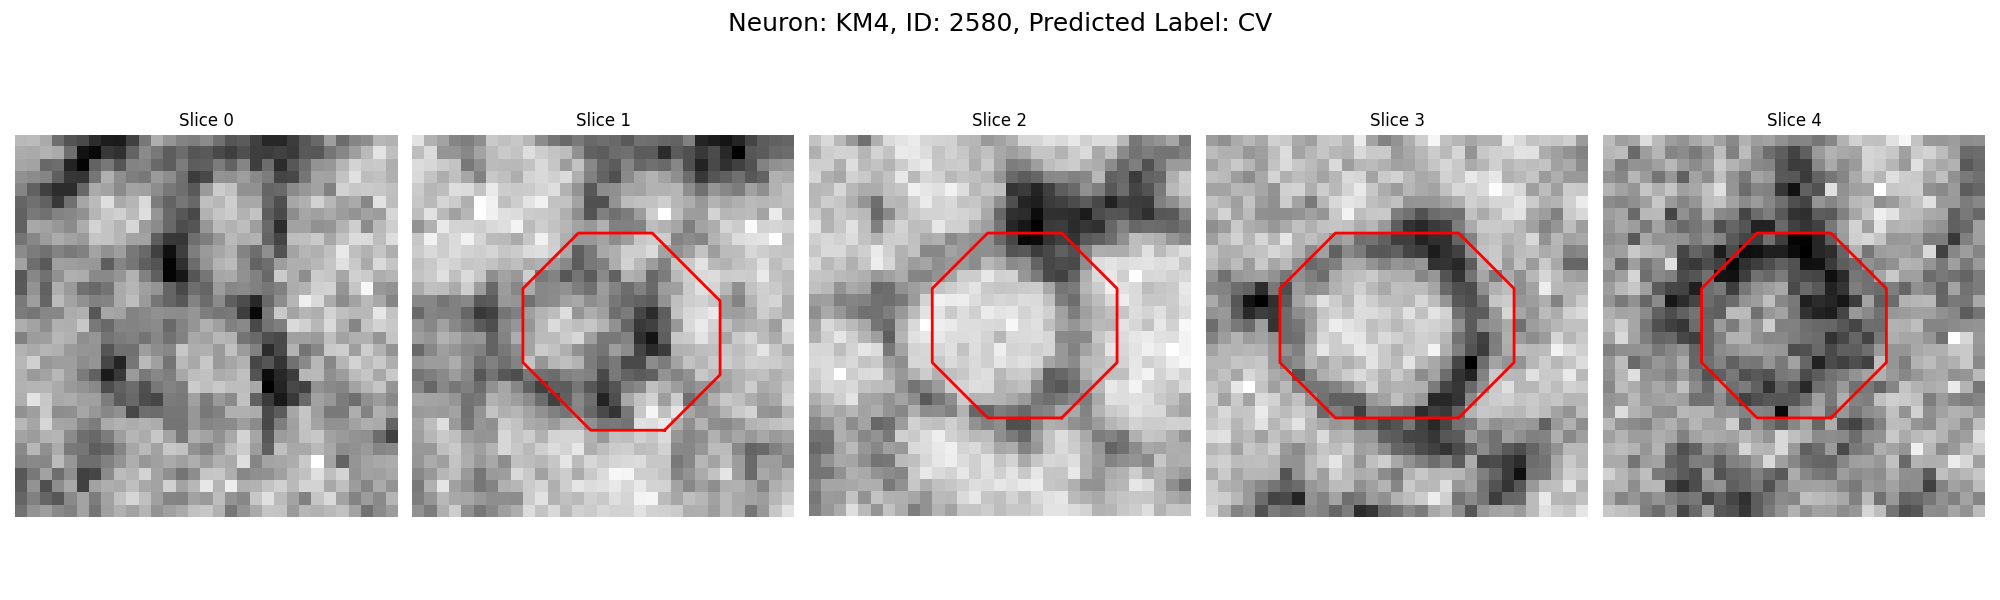 Neuron: KM4, ID: 2580, Predicted Label: CV
Slice 0
Slice 1
Slice 2
Slice 3
Slice 4